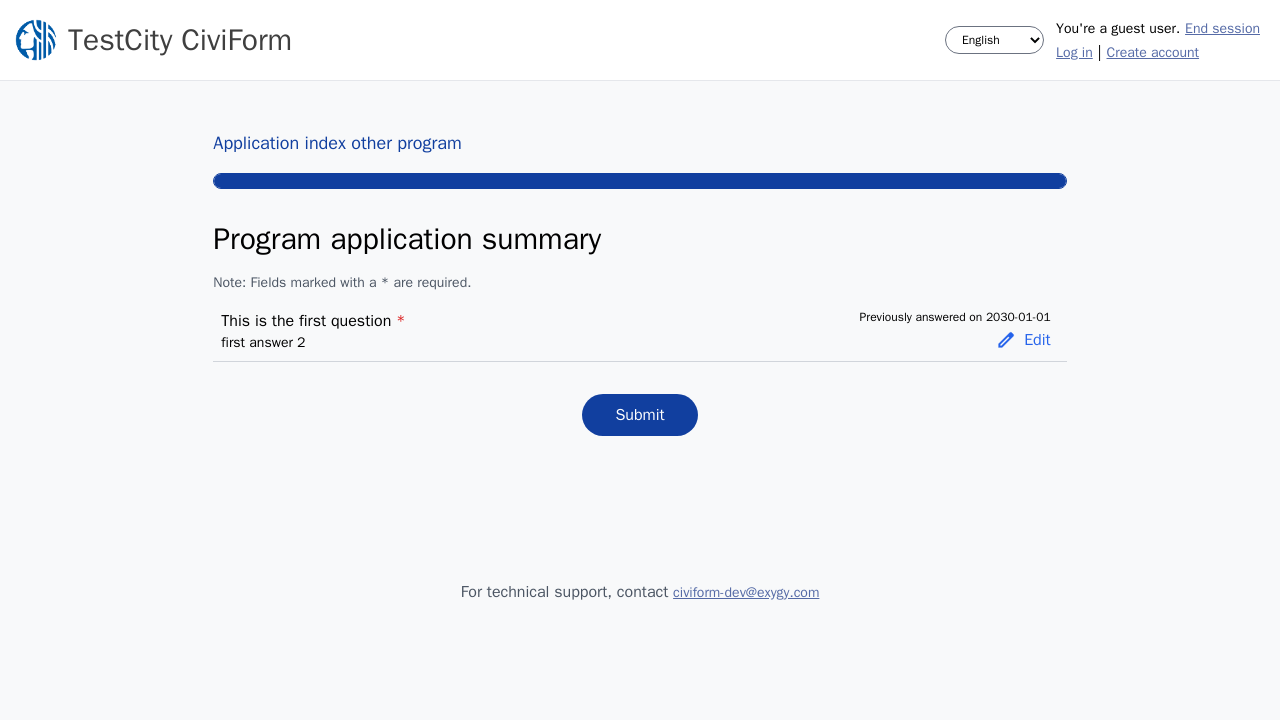 TestCity CiviForm
English
You're a guest user. End session
Log in | Create account
Application index other program
Program application summary
Note: Fields marked with a * are required.
This is the first question *
first answer 2
Previously answered on 2030-01-01
Edit
Submit
For technical support, contact civiform-dev@exygy.com